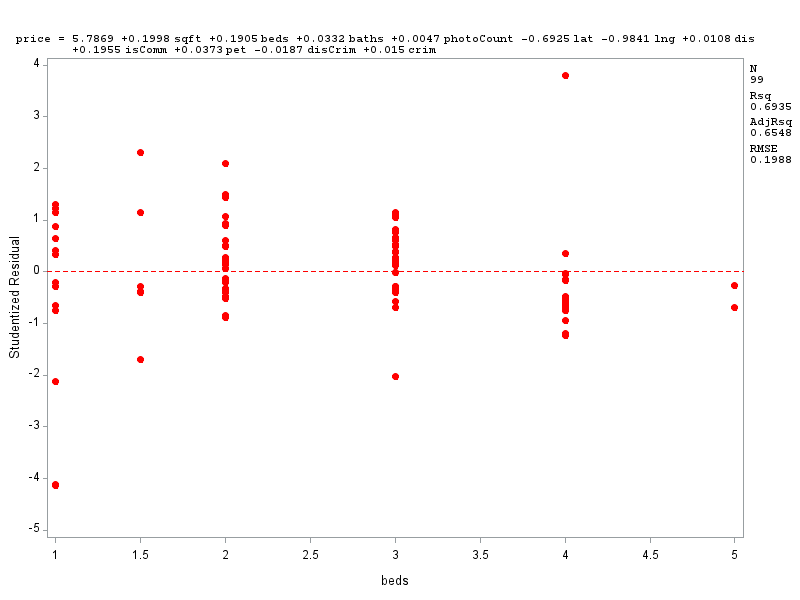 price = 5.7869 +0.1998 sqft +0.1905 beds +0.0332 baths +0.0047 photoCount -0.6925 lat -0.9841 lng +0.0108 dis
+0.1955 isComm +0.0373 pet -0.0187 disCrim +0.015 crim
N
99
Rsq
0.6935
AdjRsq
0.6548
RMSE
0.1988
Studentized Residual
4
3
2
1
0
-1
-2
-3
-4
-5
1 1.5 2 2.5 3 3.5 4 4.5 5
beds